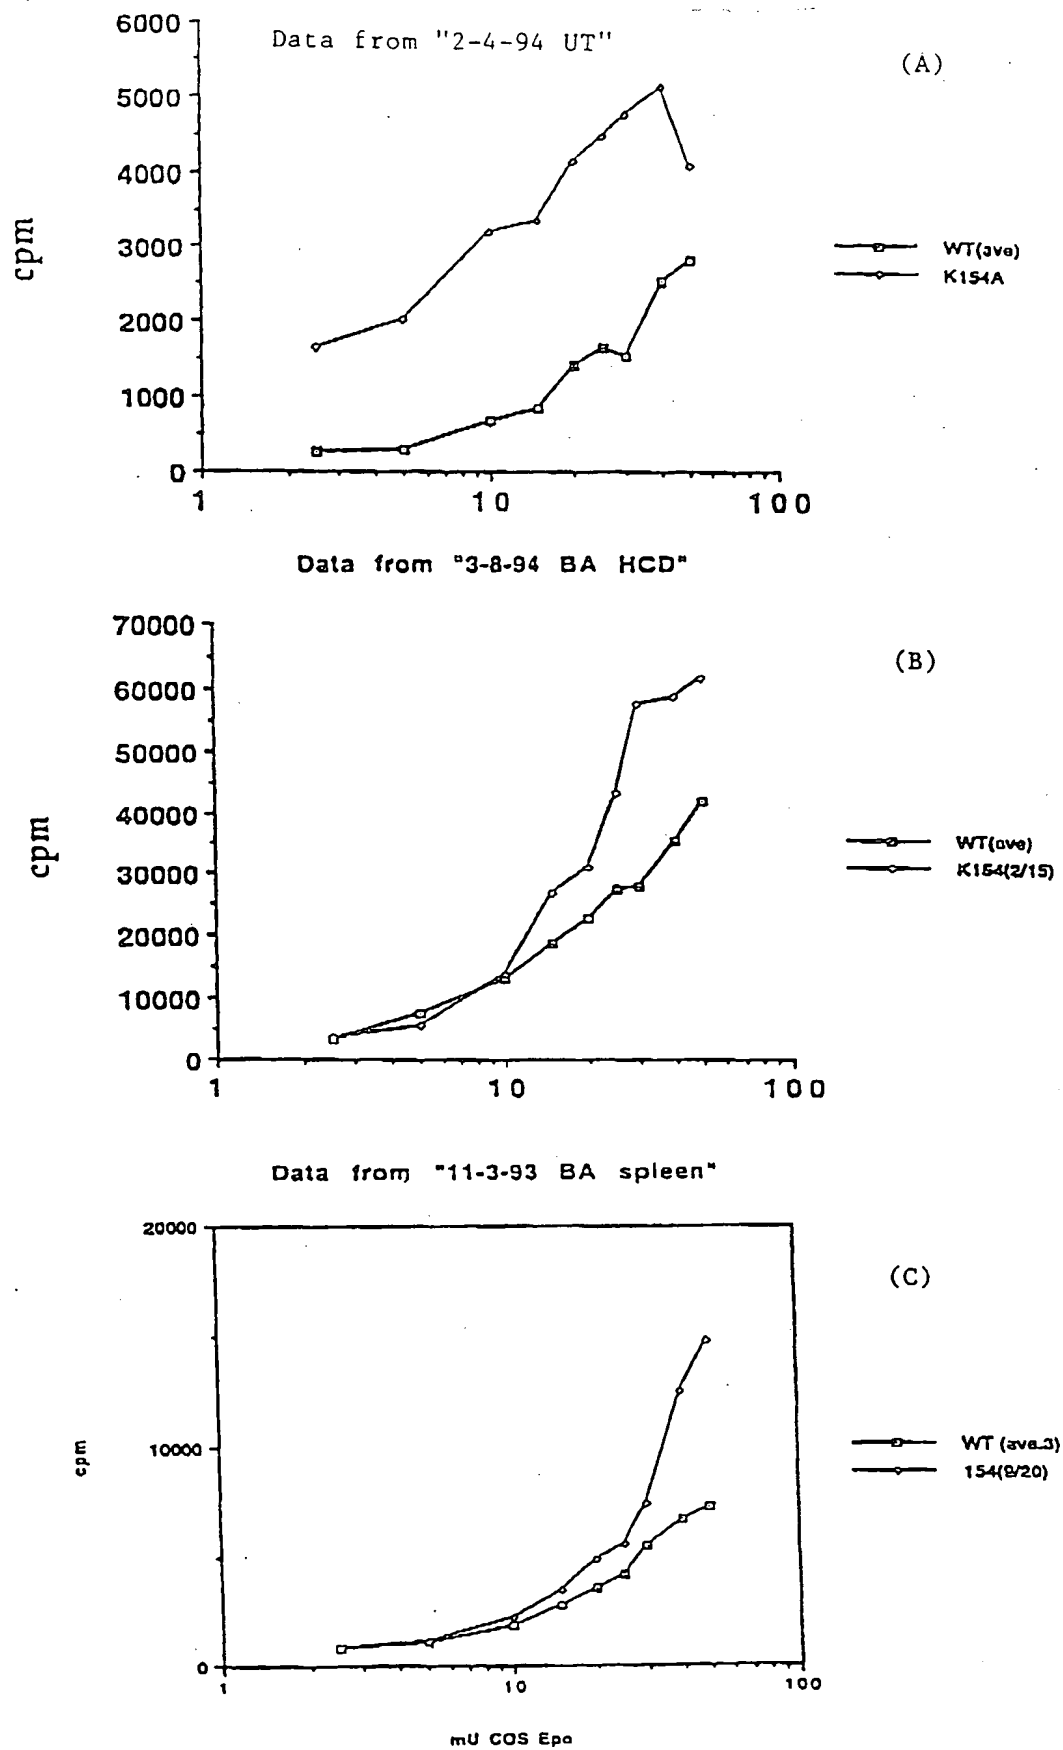 6000
Data from "2-4-94 UT"
(A)
5000
4000
3000
2000
1000
0
cpm
WT(ave)
K154A
1
10
100
Data from "3-8-94 BA HCD"
70000
(B)
60000
50000
40000
30000
20000
10000
0
cpm
WT(ave)
K154(2/15)
1
10
100
Data from "11-3-93 BA spleen"
20000
(C)
10000
0
cpm
WT (ave.3)
154(9/20)
1
10
100
mU COS Epo